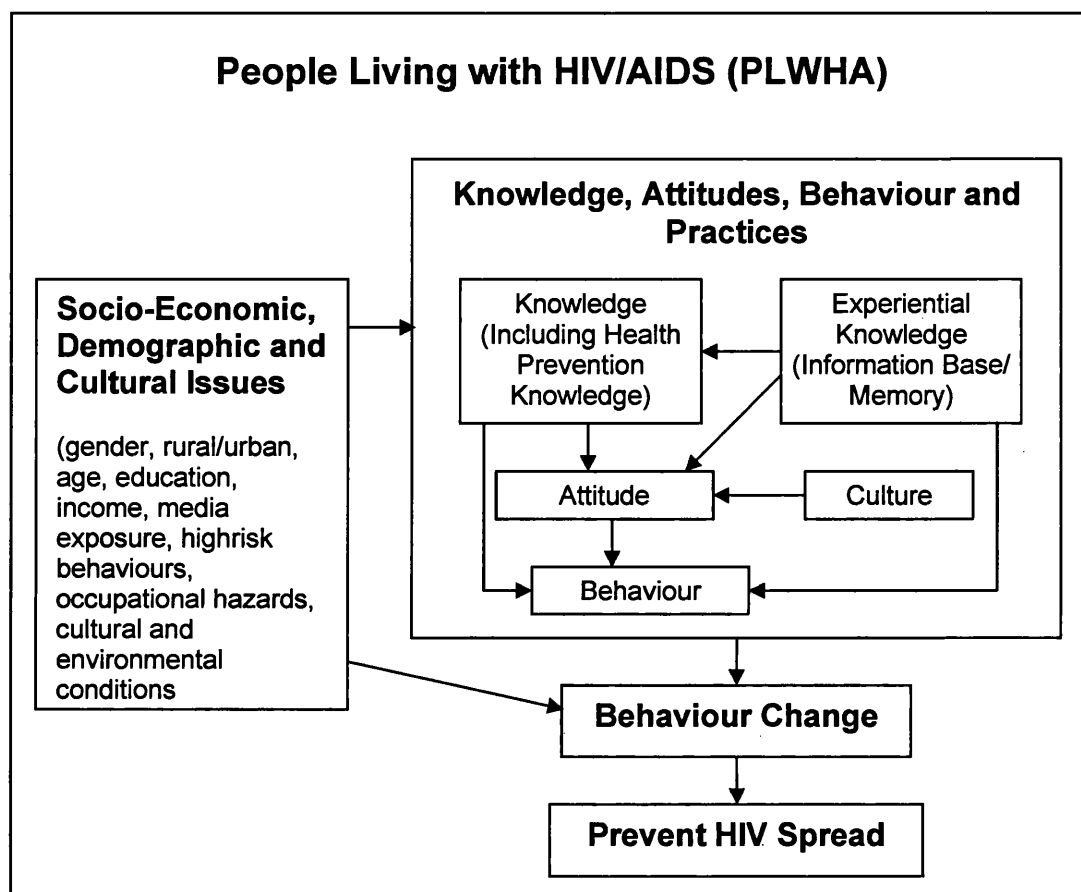 People Living with HIV/AIDS (PLWHA)
Knowledge, Attitudes, Behaviour and
Practices
Socio-Economic,
Demographic and
Cultural Issues
(gender, rural/urban,
age, education,
income, media
exposure, highrisk
behaviours,
occupational hazards,
cultural and
environmental
conditions
Knowledge
(Including Health
Prevention
Knowledge)
Experiential
Knowledge
(Information Base/
Memory)
Attitude
Culture
Behaviour
Behaviour Change
Prevent HIV Spread